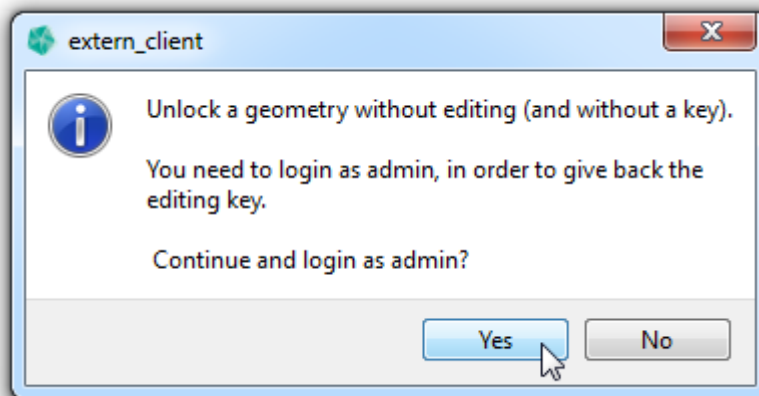 extern_client
Unlock a geometry without editing (and without a key).
You need to login as admin, in order to give back the
editing key.
Continue and login as admin?
Yes
No